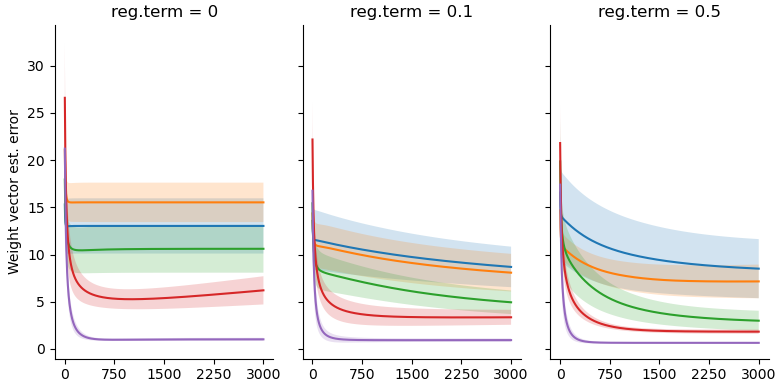 reg.term = 0
reg.term = 0.1
reg.term = 0.5
Weight vector est. error
30
25
20
15
10
5
0
0 750 1500 2250 3000
0 750 1500 2250 3000
0 750 1500 2250 3000